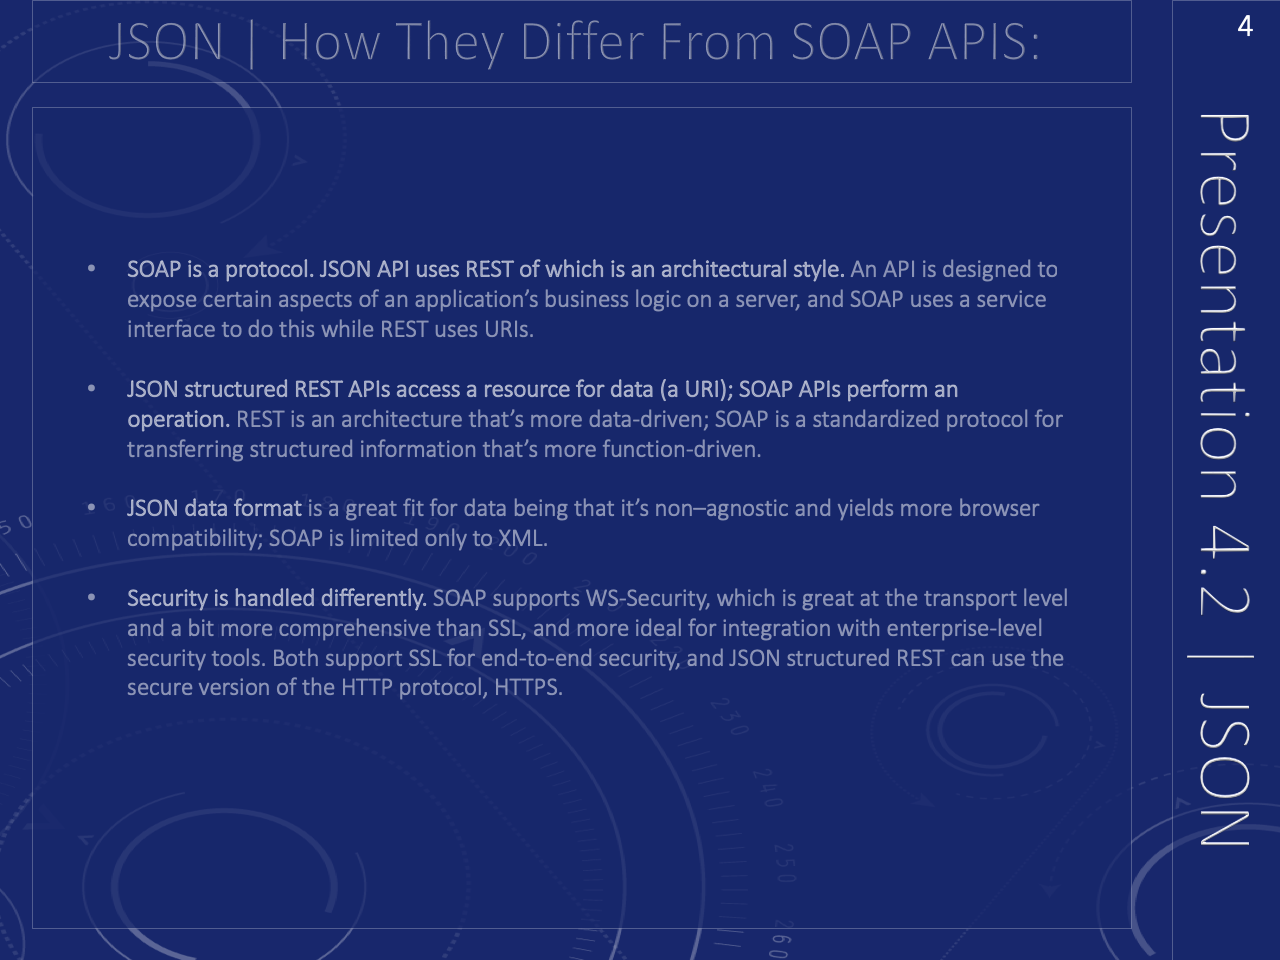 JSON | How They Differ From SOAP APIS:
4
• SOAP is a protocol. JSON API uses REST of which is an architectural style. An API is designed to
expose certain aspects of an application’s business logic on a server, and SOAP uses a service
interface to do this while REST uses URIs.
• JSON structured REST APIs access a resource for data (a URI); SOAP APIs perform an
operation. REST is an architecture that’s more data-driven; SOAP is a standardized protocol for
transferring structured information that’s more function-driven.
• JSON data format is a great fit for data being that it’s non–agnostic and yields more browser
compatibility; SOAP is limited only to XML.
• Security is handled differently. SOAP supports WS-Security, which is great at the transport level
and a bit more comprehensive than SSL, and more ideal for integration with enterprise-level
security tools. Both support SSL for end-to-end security, and JSON structured REST can use the
secure version of the HTTP protocol, HTTPS.
Presentation 4.2 | JSON
170
180
190
230
240
250
260